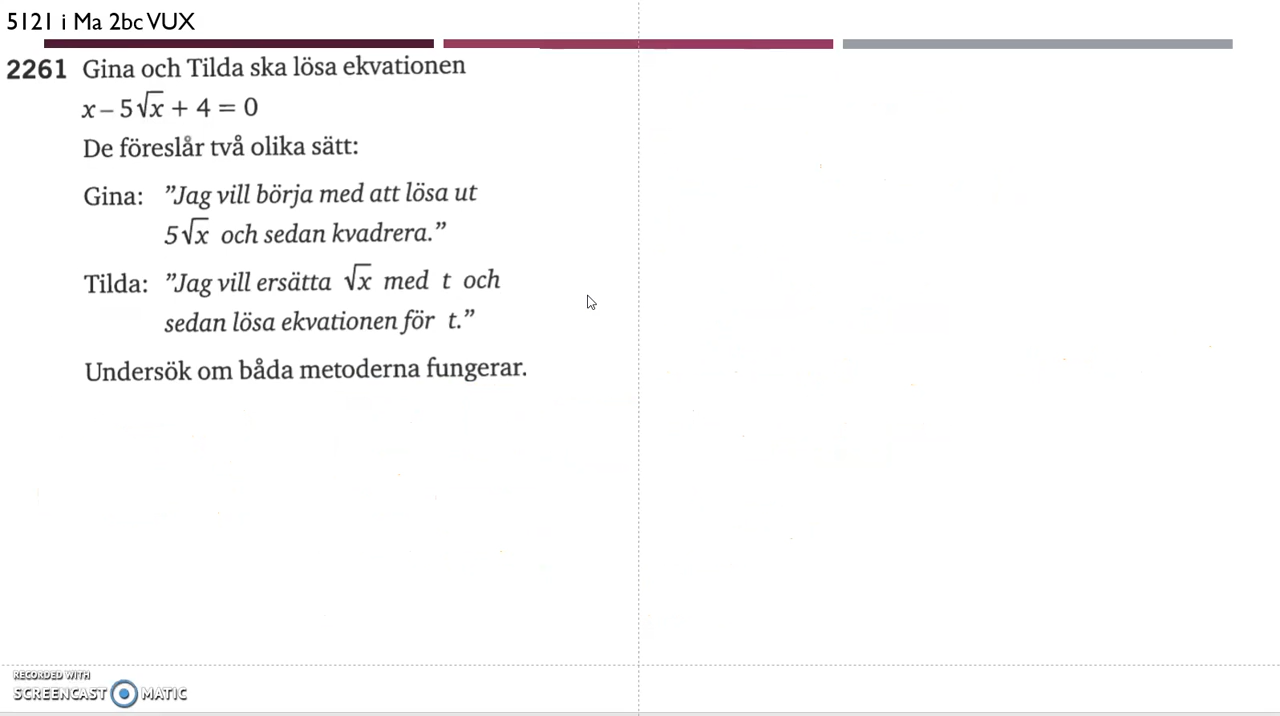 5121 i Ma 2bc VUX
2261 Gina och Tilda ska lösa ekvationen
x – 5√x + 4 = 0
De föreslår två olika sätt:
Gina: ”Jag vill börja med att lösa ut
5√x och sedan kvadrera.”
Tilda: ”Jag vill ersätta √x med t och
sedan lösa ekvationen för t.”
Undersök om båda metoderna fungerar.
RECORDED WITH
SCREENCAST MATIC